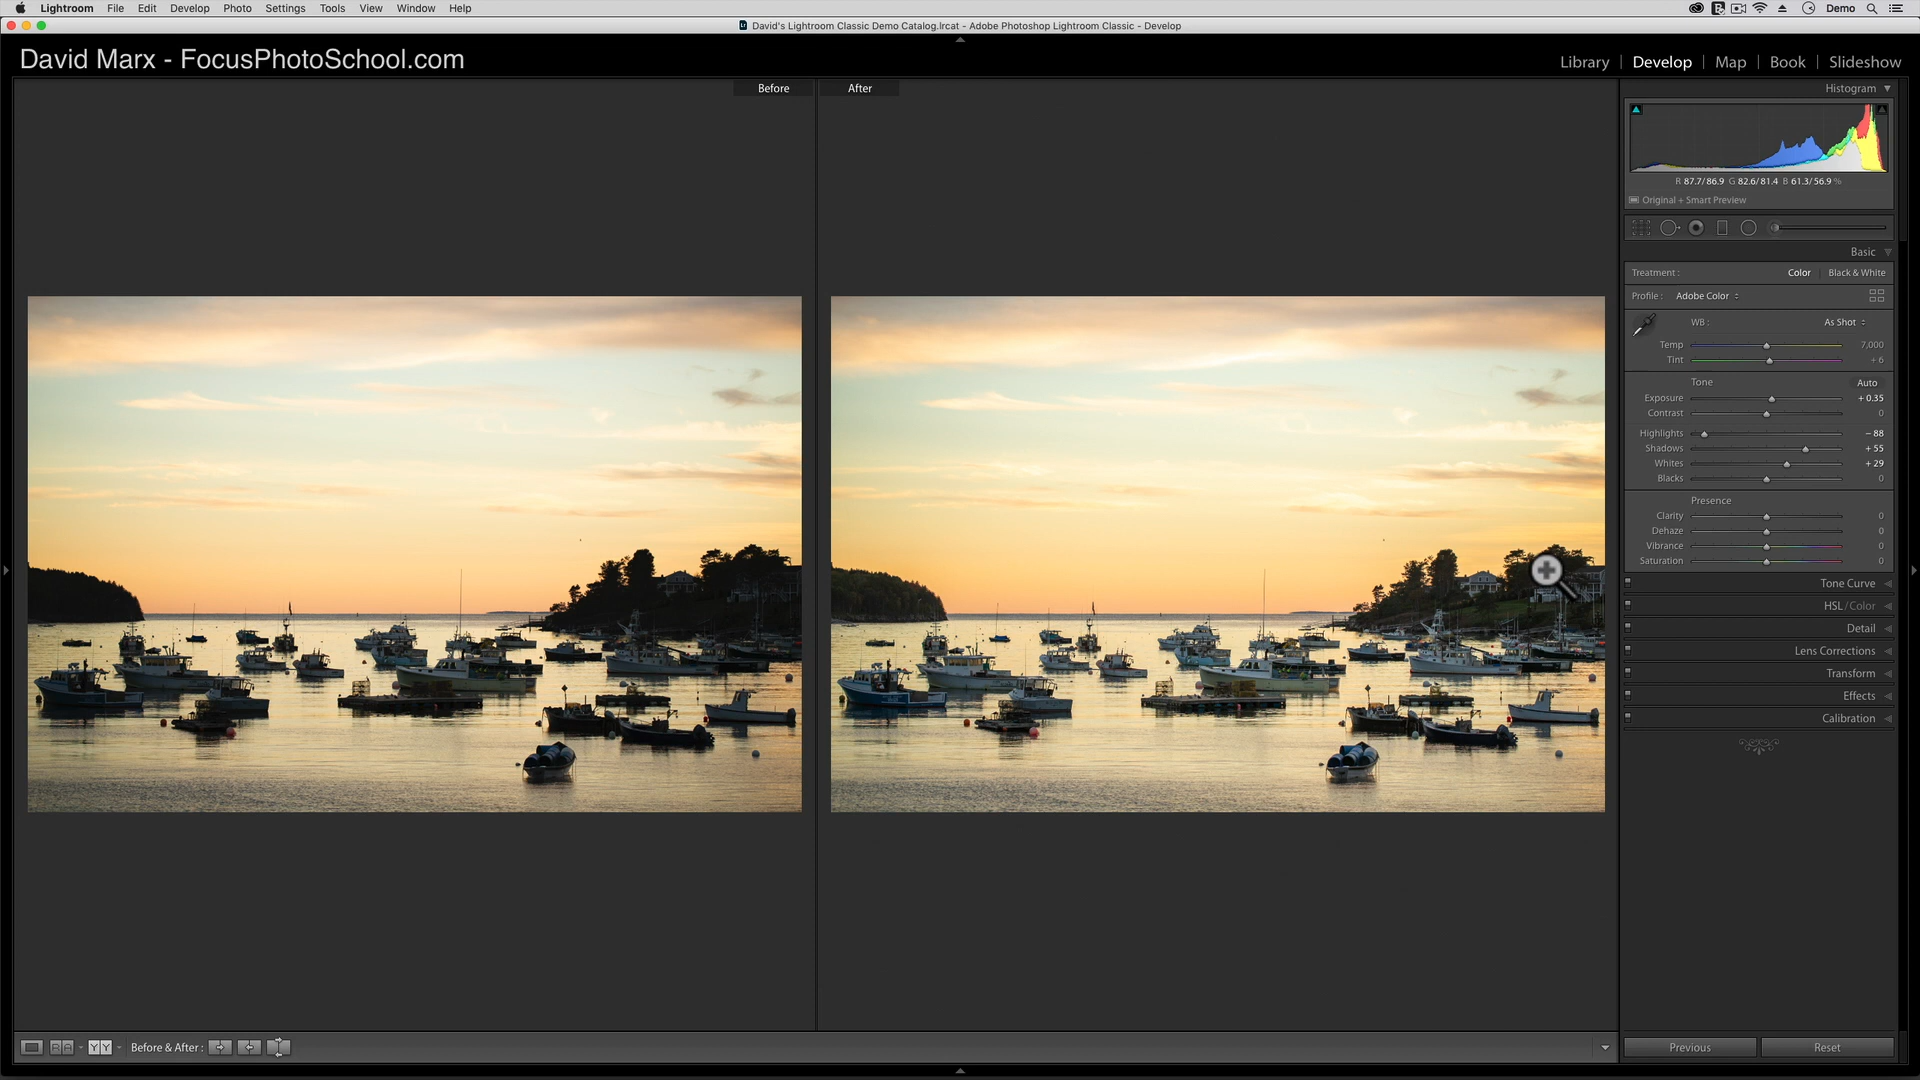 Lightroom File Edit Develop Photo Settings Tools View Window Help Demo
David's Lightroom Classic Demo Catalog.lrcat - Adobe Photoshop Lightroom Classic - Develop
David Marx - FocusPhotoSchool.com
Library | Develop | Map | Book | Slideshow
Before After
Histogram
R 87.7/86.9 G 82.6/81.4 B 61.3/56.9 %
Original + Smart Preview
Basic
Treatment : Color Black & White
Profile : Adobe Color
WB : As Shot
Temp 7,000
Tint + 6
Tone Auto
Exposure + 0.35
Contrast 0
Highlights – 88
Shadows + 55
Whites + 29
Blacks 0
Presence
Clarity 0
Dehaze 0
Vibrance 0
Saturation 0
Tone Curve
HSL / Color
Detail
Lens Corrections
Transform
Effects
Calibration
R A Y Y Before & After :
Previous Reset